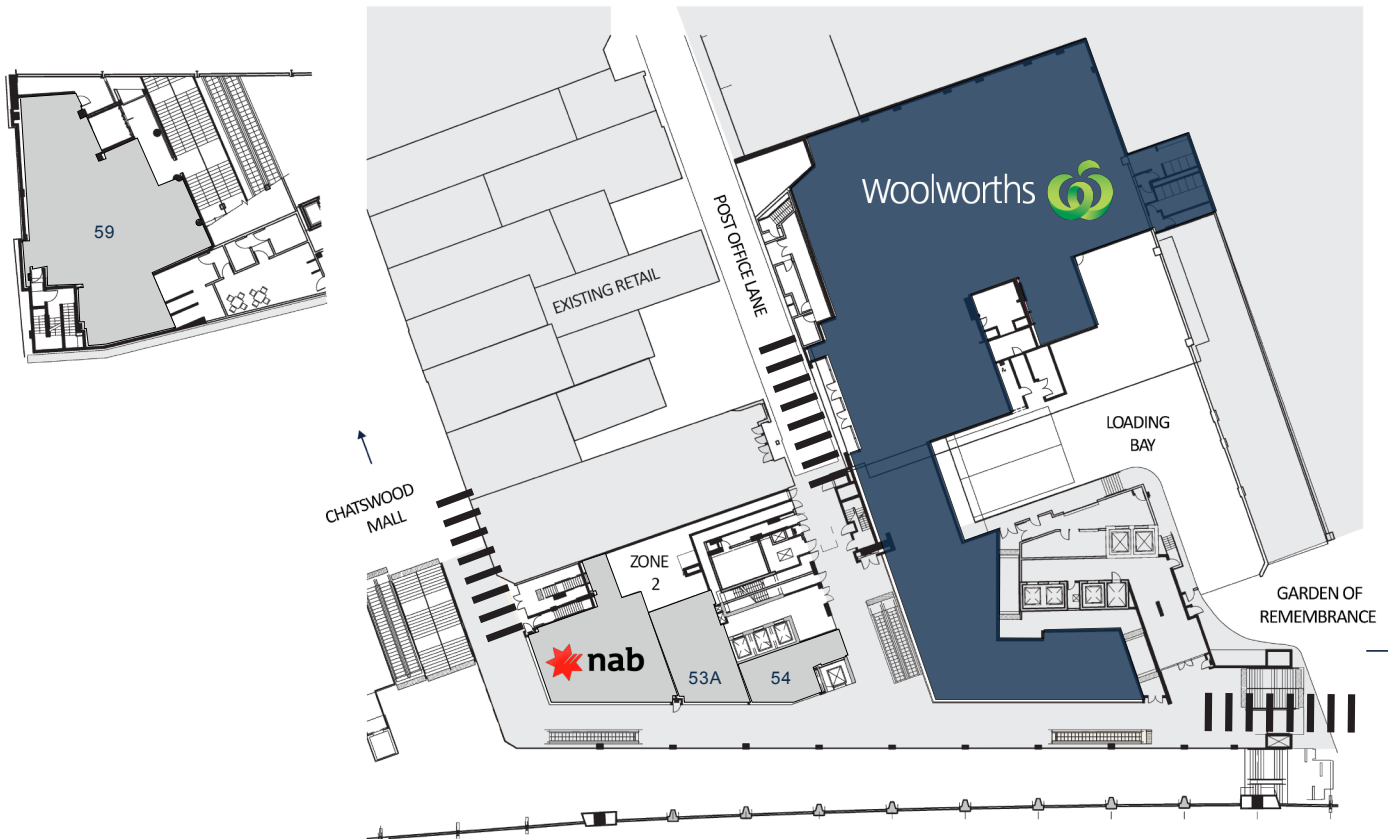 Woolworths
POST OFFICE LANE
59
EXISTING RETAIL
LOADING
BAY
CHATSWOOD
MALL
ZONE
2
GARDEN OF
REMEMBRANCE
nab
53A
54